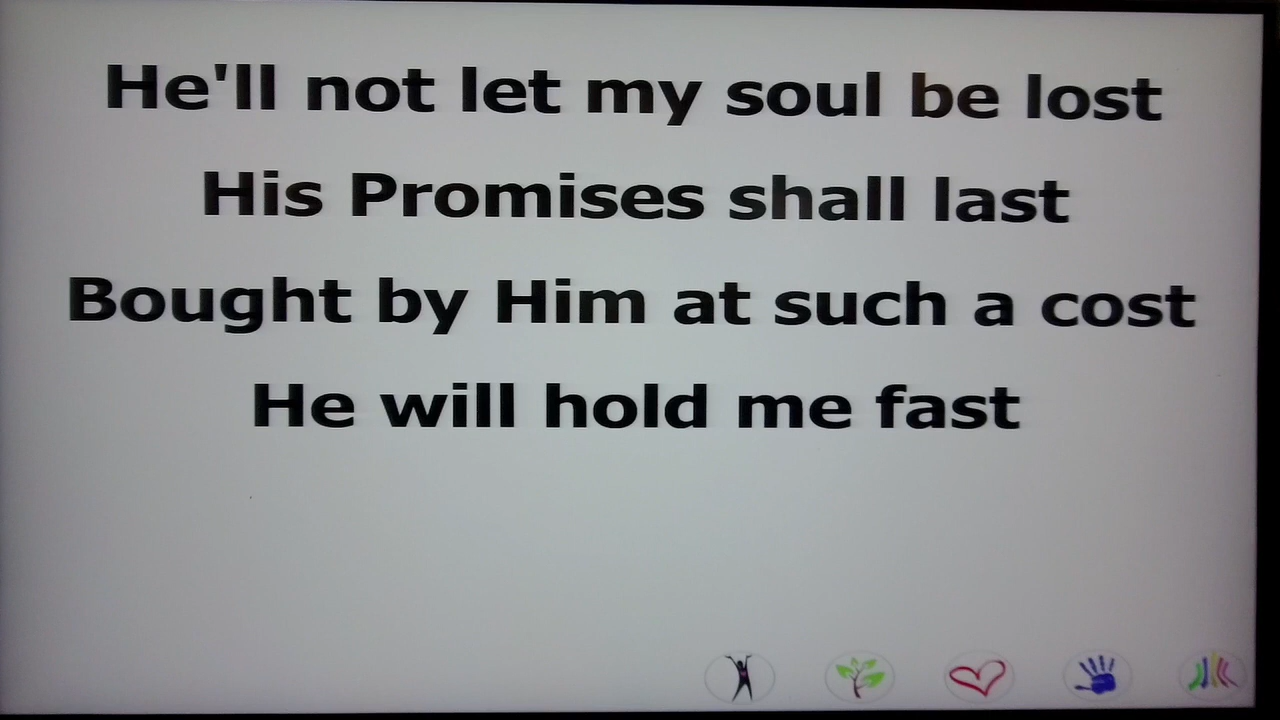 He'll not let my soul be lost
His Promises shall last
Bought by Him at such a cost
He will hold me fast